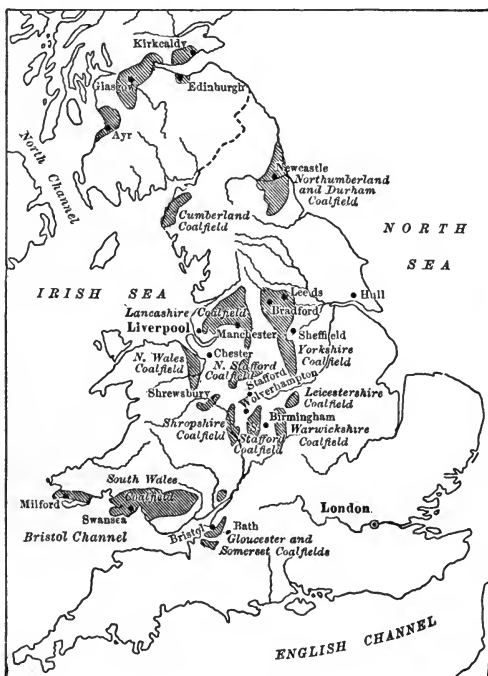 Kirkcaldy
Glasgow
Edinburgh
Ayr
North Channel
Newcastle
Northumberland
and Durham
Coalfield
Cumberland
Coalfield
NORTH
SEA
IRISH SEA
Leeds
Hull
Bradford
Lancashire Coalfield
Liverpool
Manchester
Sheffield
Yorkshire
Coalfield
Chester
N. Wales
Coalfield
N. Stafford
Coalfield
Stafford
Wolverhampton
Shrewsbury
Leicestershire
Coalfield
Birmingham
Shropshire
Coalfield
Stafford
Coalfield
Warwickshire
Coalfield
South Wales
Coalfield
Milford
Swansea
Bristol Channel
London
Bristol
Bath
Gloucester and
Somerset Coalfields
ENGLISH CHANNEL